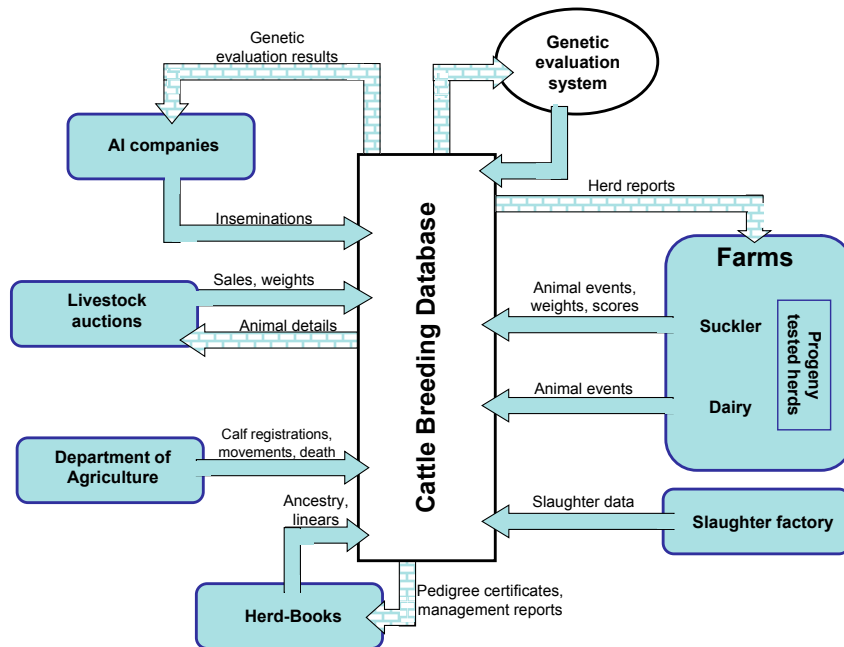 Genetic
evaluation results
Genetic
evaluation
system
AI companies
Herd reports
Inseminations
Farms
Sales, weights
Livestock
auctions
Animal details
Animal events,
weights, scores
Suckler
Progeny
tested herds
Cattle Breeding Database
Animal events
Dairy
Calf registrations,
movements, death
Department of
Agriculture
Ancestry,
linears
Slaughter data
Slaughter factory
Pedigree certificates,
management reports
Herd-Books